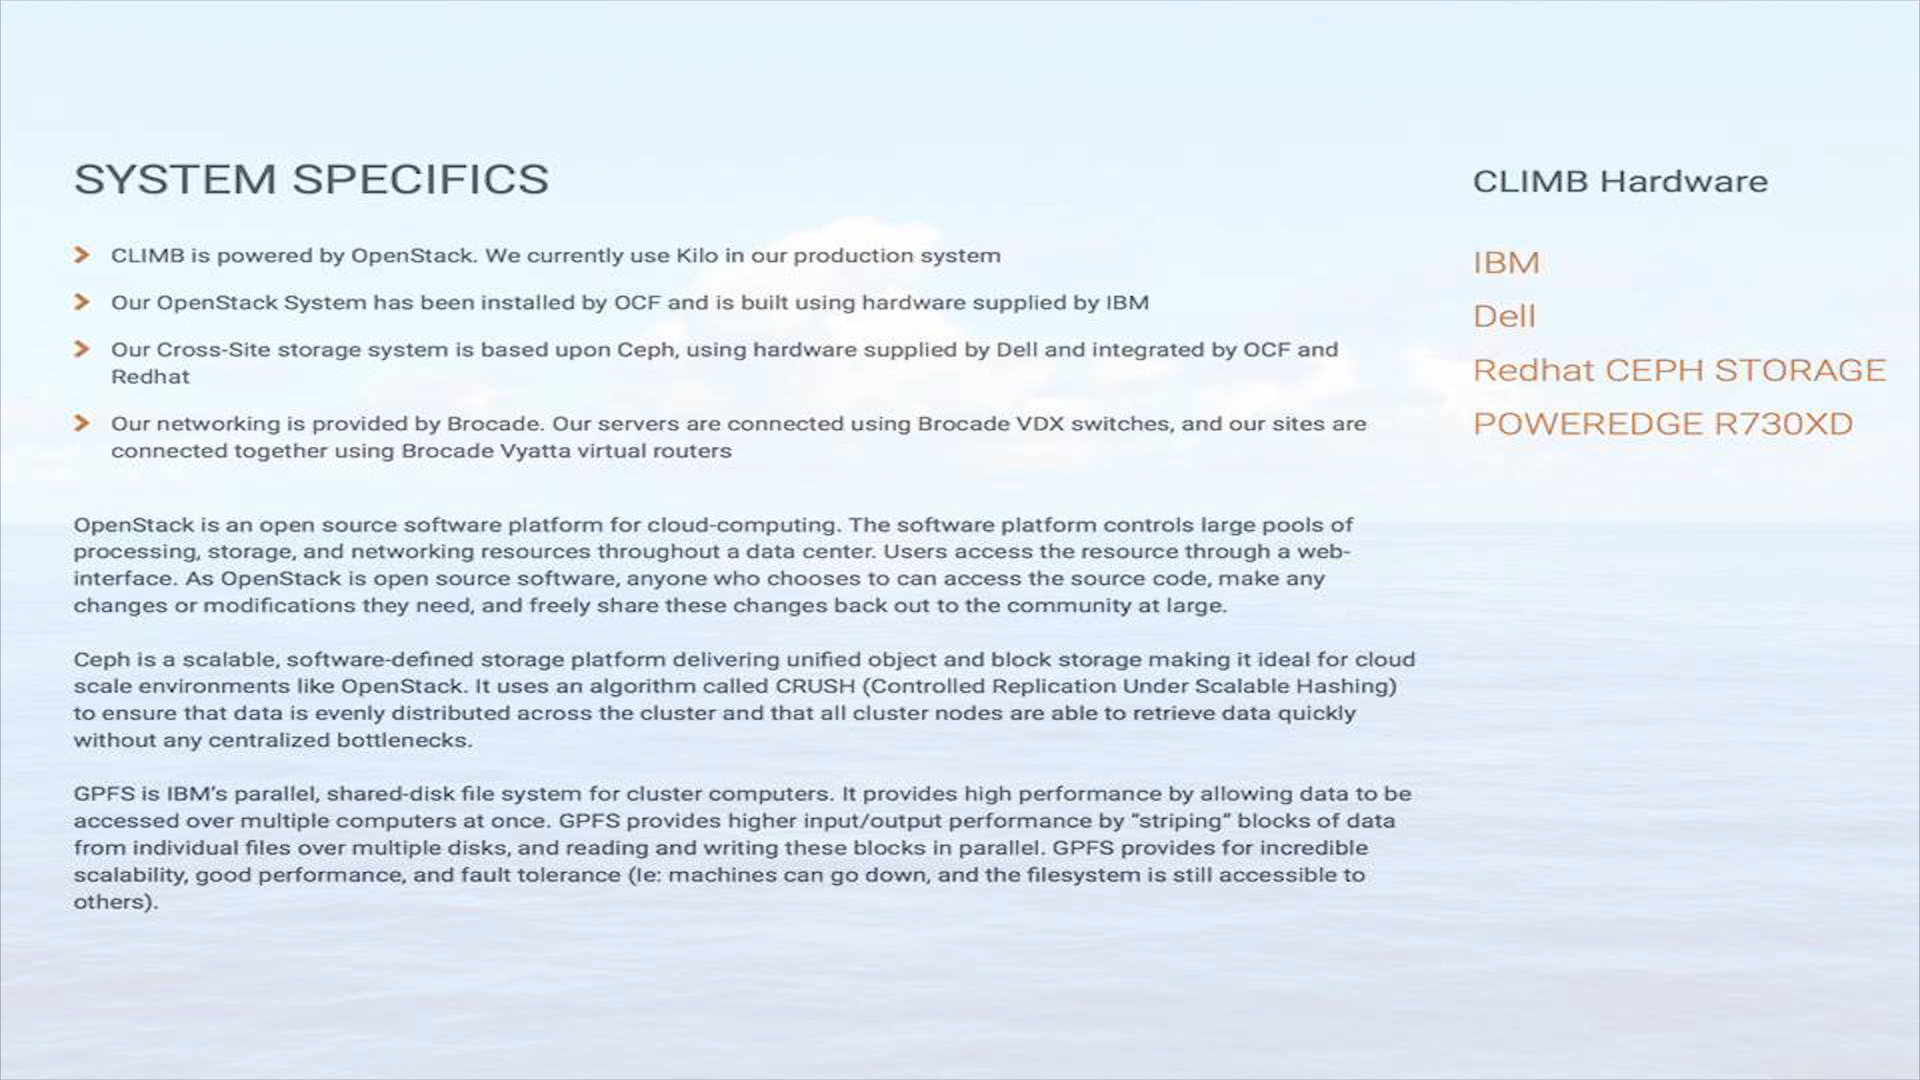 SYSTEM SPECIFICS
CLIMB is powered by OpenStack. We currently use Kilo in our production system
Our OpenStack System has been installed by OCF and is built using hardware supplied by IBM
Our Cross-Site storage system is based upon Ceph, using hardware supplied by Dell and integrated by OCF and
Redhat
Our networking is provided by Brocade. Our servers are connected using Brocade VDX switches, and our sites are
connected together using Brocade Vyatta virtual routers
OpenStack is an open source software platform for cloud-computing. The software platform controls large pools of
processing, storage, and networking resources throughout a data center. Users access the resource through a web-
interface. As OpenStack is open source software, anyone who chooses to can access the source code, make any
changes or modifications they need, and freely share these changes back out to the community at large.
Ceph is a scalable, software-defined storage platform delivering unified object and block storage making it ideal for cloud
scale environments like OpenStack. It uses an algorithm called CRUSH (Controlled Replication Under Scalable Hashing)
to ensure that data is evenly distributed across the cluster and that all cluster nodes are able to retrieve data quickly
without any centralized bottlenecks.
GPFS is IBM's parallel, shared-disk file system for cluster computers. It provides high performance by allowing data to be
accessed over multiple computers at once. GPFS provides higher input/output performance by "striping" blocks of data
from individual files over multiple disks, and reading and writing these blocks in parallel. GPFS provides for incredible
scalability, good performance, and fault tolerance (Ie: machines can go down, and the filesystem is still accessible to
others).
CLIMB Hardware
IBM
Dell
Redhat CEPH STORAGE
POWEREDGE R730XD